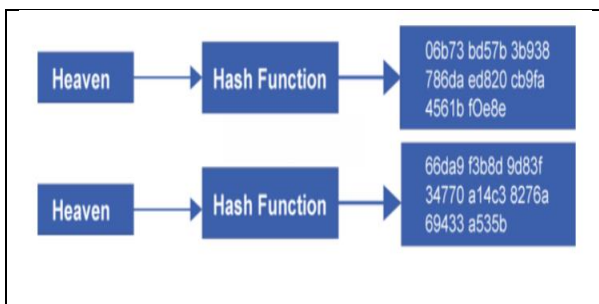 Heaven
Hash Function
06b73 bd57b 3b938
786da ed820 cb9fa
4561b fOe8e
Heaven
Hash Function
66da9 f3b8d 9d83f
34770 a14c3 8276a
69433 a535b